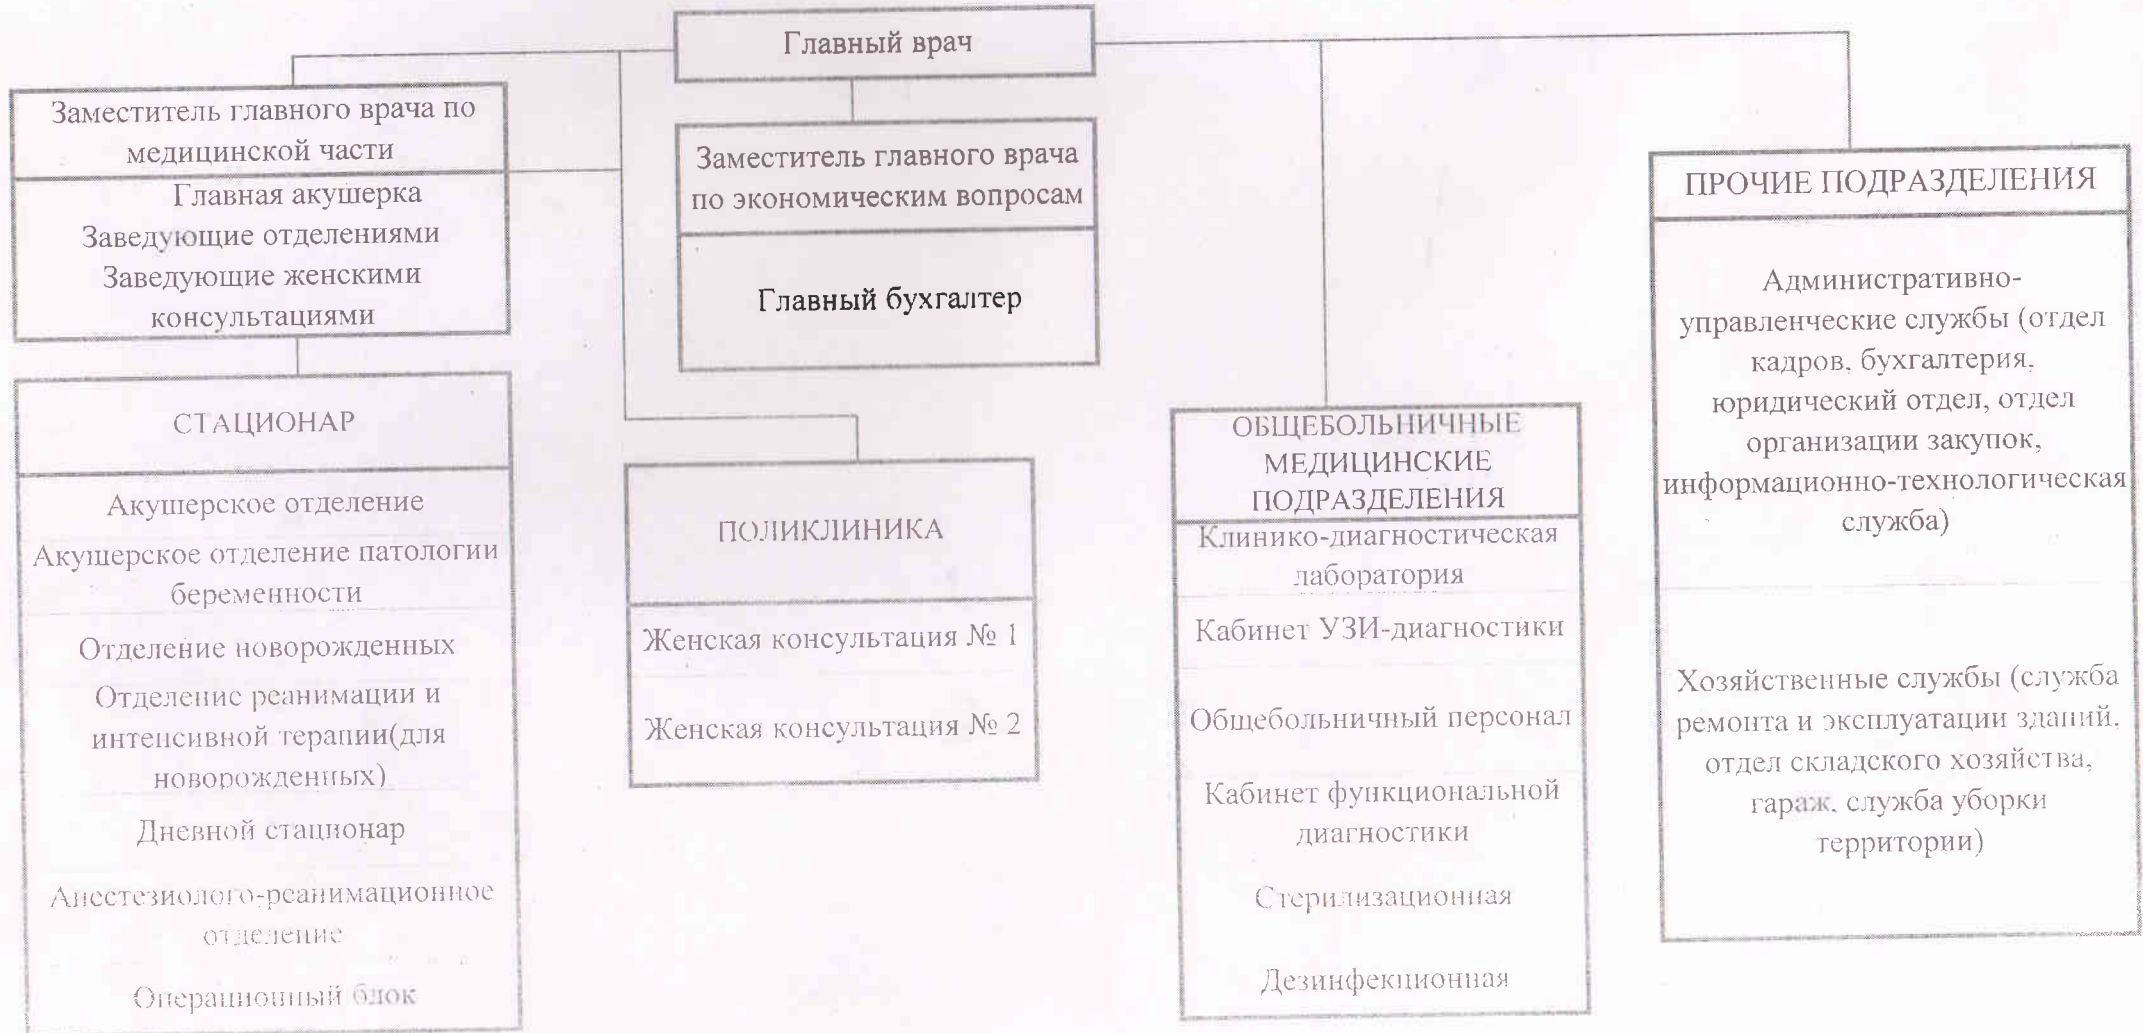 Главный врач
Заместитель главного врача по
медицинской части
Главная акушерка
Заведующие отделениями
Заведующие женскими
консультациями
Заместитель главного врача
по экономическим вопросам
Главный бухгалтер
СТАЦИОНАР
Акушерское отделение
Акушерское отделение патологии
беременности
Отделение новорожденных
Отделение реанимации и
интенсивной терапии(для
новорожденных)
Дневной стационар
Анестезиолого-реанимационное
отделение
Операционный блок
ПОЛИКЛИНИКА
Женская консультация № 1
Женская консультация № 2
ОБЩЕБОЛЬНИЧНЫЕ
МЕДИЦИНСКИЕ
ПОДРАЗДЕЛЕНИЯ
Клинико-диагностическая
лаборатория
Кабинет УЗИ-диагностики
Общебольничный персонал
Кабинет функциональной
диагностики
Стерилизационная
Дезинфекционная
ПРОЧИЕ ПОДРАЗДЕЛЕНИЯ
Административно-
управленческие службы (отдел
кадров, бухгалтерия,
юридический отдел, отдел
организации закупок,
информационно-технологическая
служба)
Хозяйственные службы (служба
ремонта и эксплуатации зданий,
отдел складского хозяйства,
гараж, служба уборки
территории)